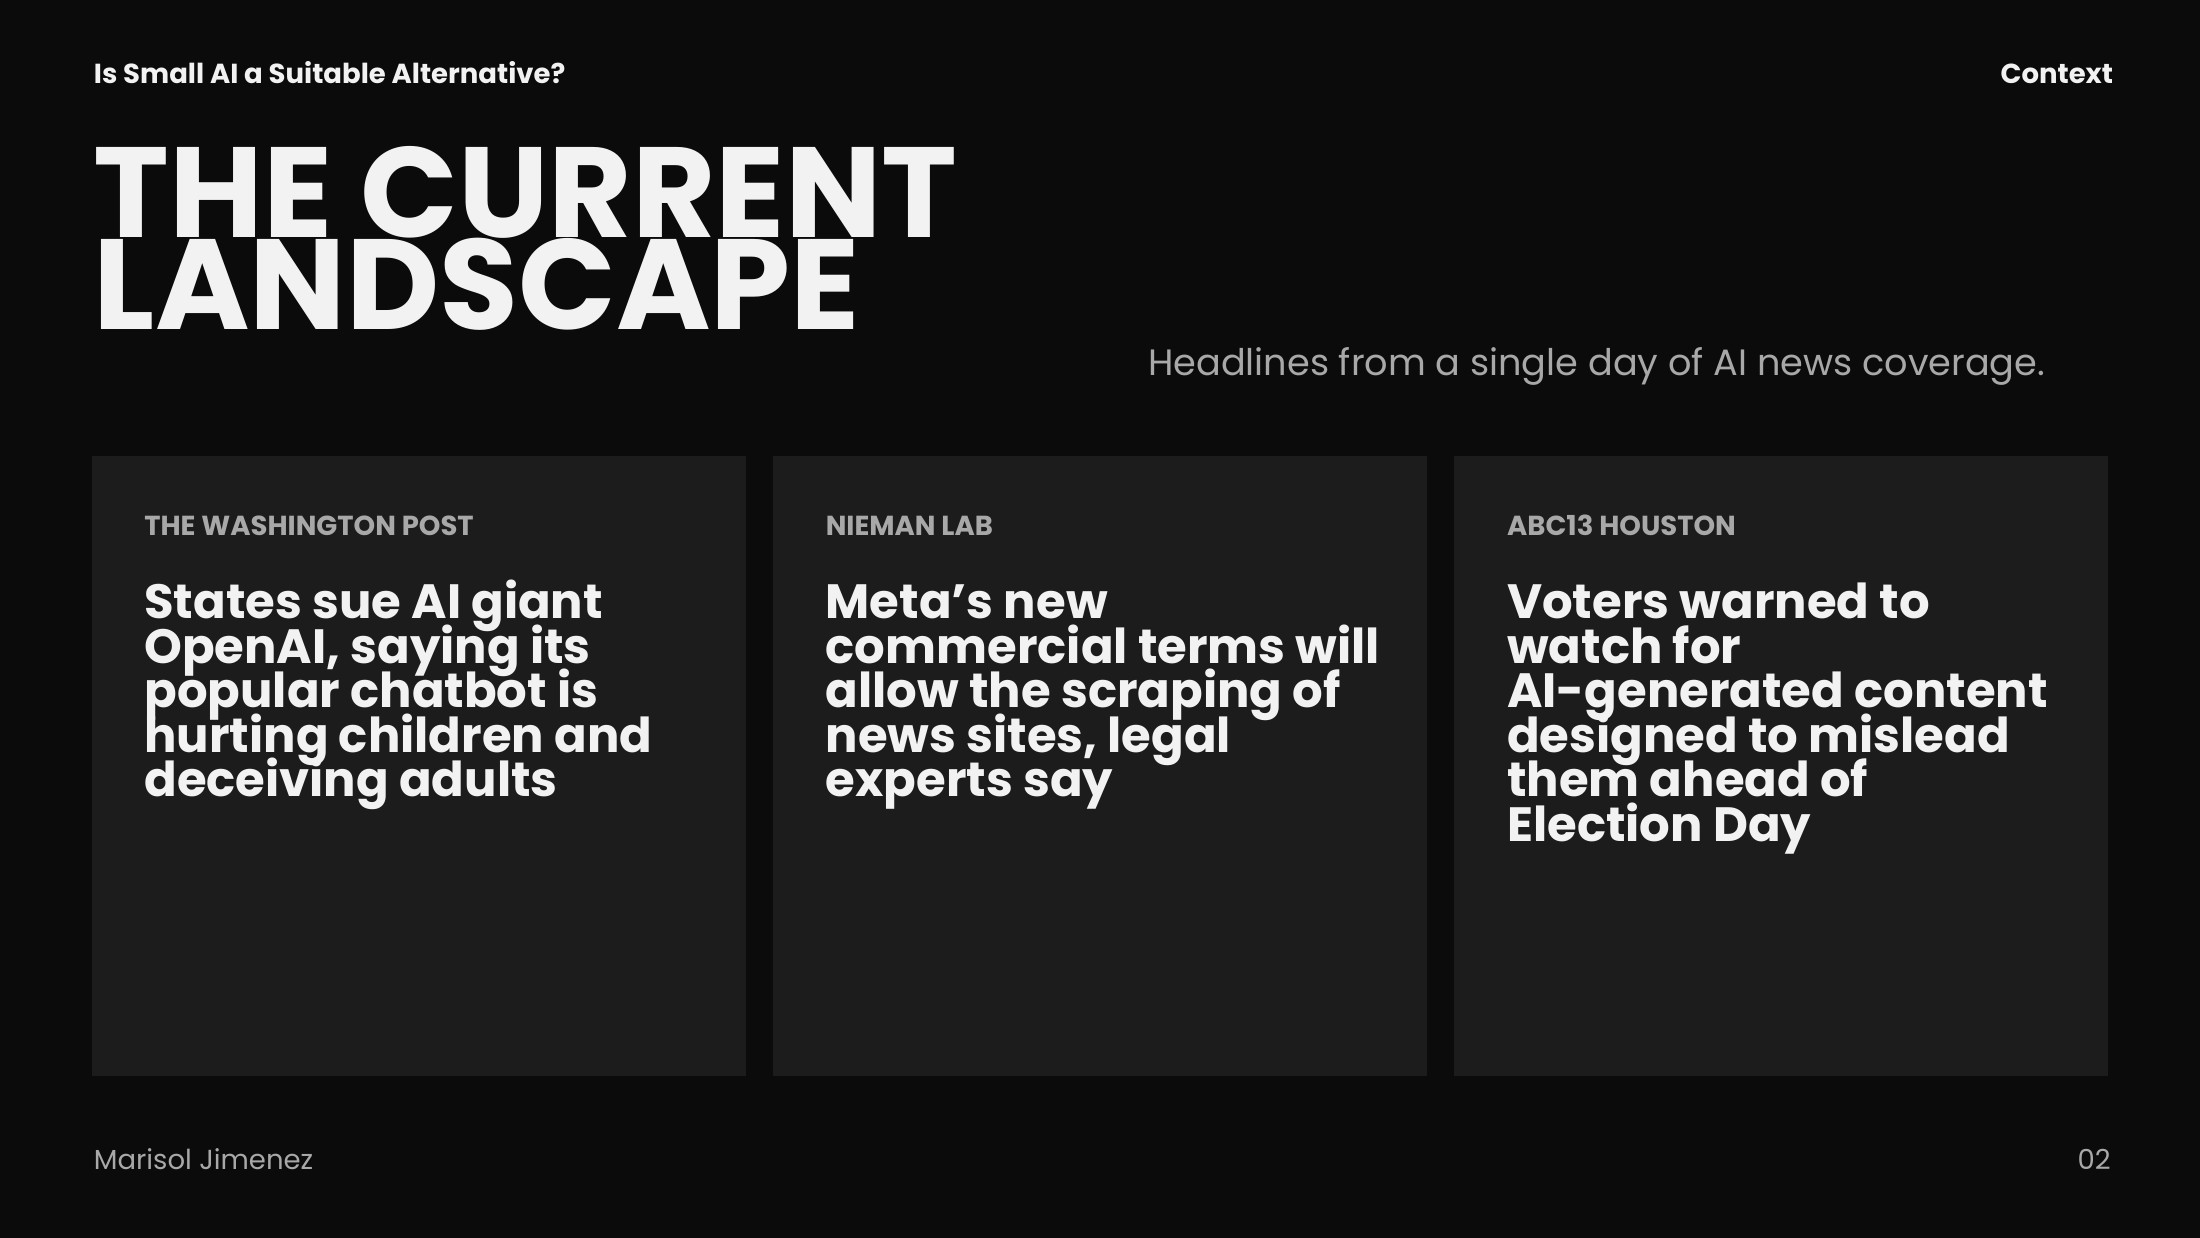 Is Small AI a Suitable Alternative?
Context
THE CURRENT
LANDSCAPE
Headlines from a single day of AI news coverage.
THE WASHINGTON POST
States sue AI giant
OpenAI, saying its
popular chatbot is
hurting children and
deceiving adults
NIEMAN LAB
Meta’s new
commercial terms will
allow the scraping of
news sites, legal
experts say
ABC13 HOUSTON
Voters warned to
watch for
AI-generated content
designed to mislead
them ahead of
Election Day
Marisol Jimenez
02